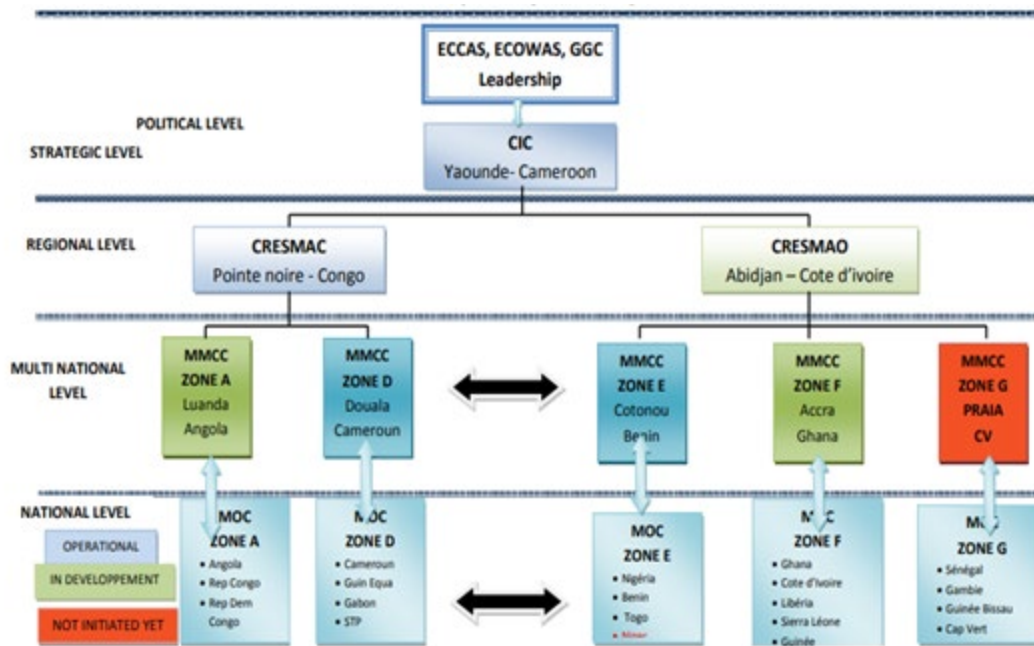 ECCAS, ECOWAS, GGC
Leadership
POLITICAL LEVEL
STRATEGIC LEVEL
CIC
Yaounde- Cameroon
REGIONAL LEVEL
CRESMAC
Pointe noire - Congo
CRESMAO
Abidjan – Cote d'ivoire
MULTI NATIONAL
LEVEL
MMCC
ZONE A
Luanda
Angola
MMCC
ZONE D
Douala
Cameroun
MMCC
ZONE E
Cotonou
Benin
MMCC
ZONE F
Accra
Ghana
MMCC
ZONE G
PRAIA
CV
NATIONAL LEVEL
OPERATIONAL
IN DEVELOPPEMENT
NOT INITIATED YET
MOC
ZONE A
• Angola
• Rep Congo
• Rep Dem
Congo
MOC
ZONE D
• Cameroun
• Guin Equa
• Gabon
• STP
MOC
ZONE E
• Nigéria
• Benin
• Togo
• Niger
MOC
ZONE F
• Ghana
• Cote d'Ivoire
• Libéria
• Sierra Léone
• Guinée
ZONE G
• Sénégal
• Gambie
• Guinée Bissau
• Cap Vert